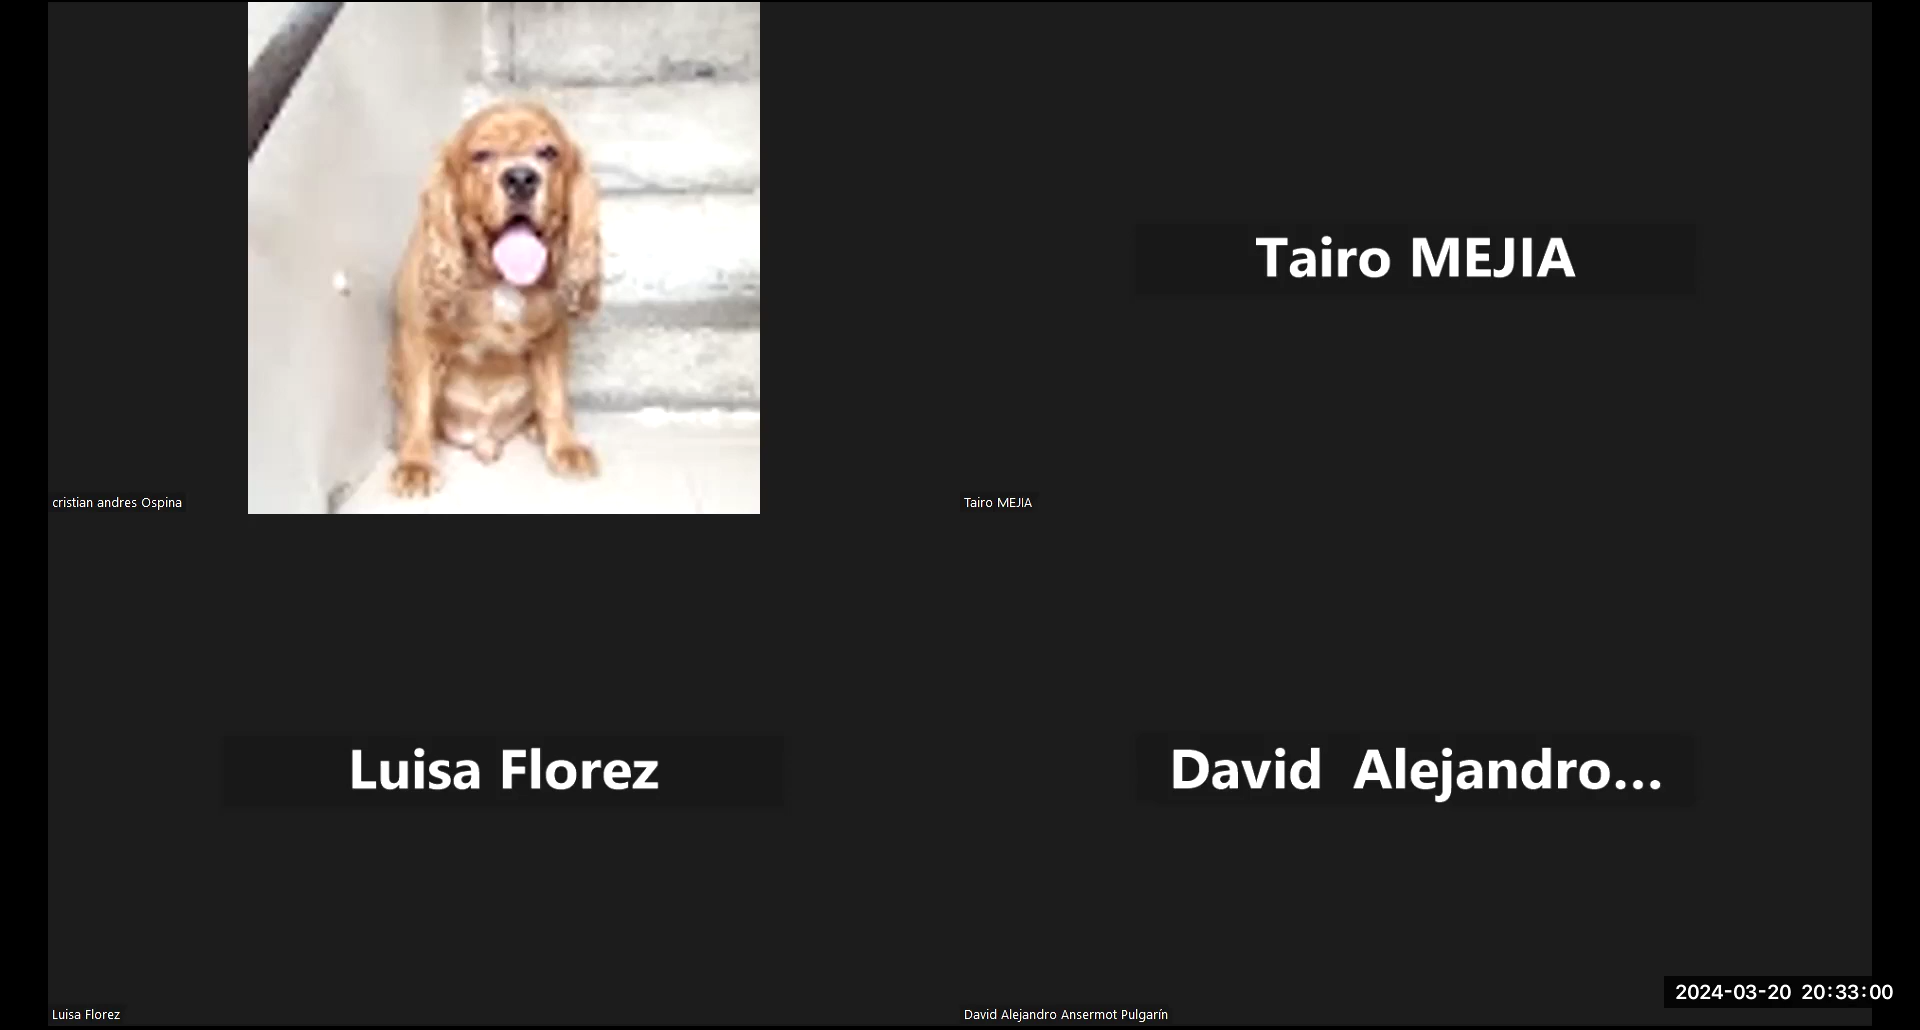 Tairo MEJIA
cristian andres Ospina
Tairo MEJIA
Luisa Florez
David  Alejandro...
2024-03-20 20:33:00
Luisa Florez
David Alejandro Ansermot Pulgarín